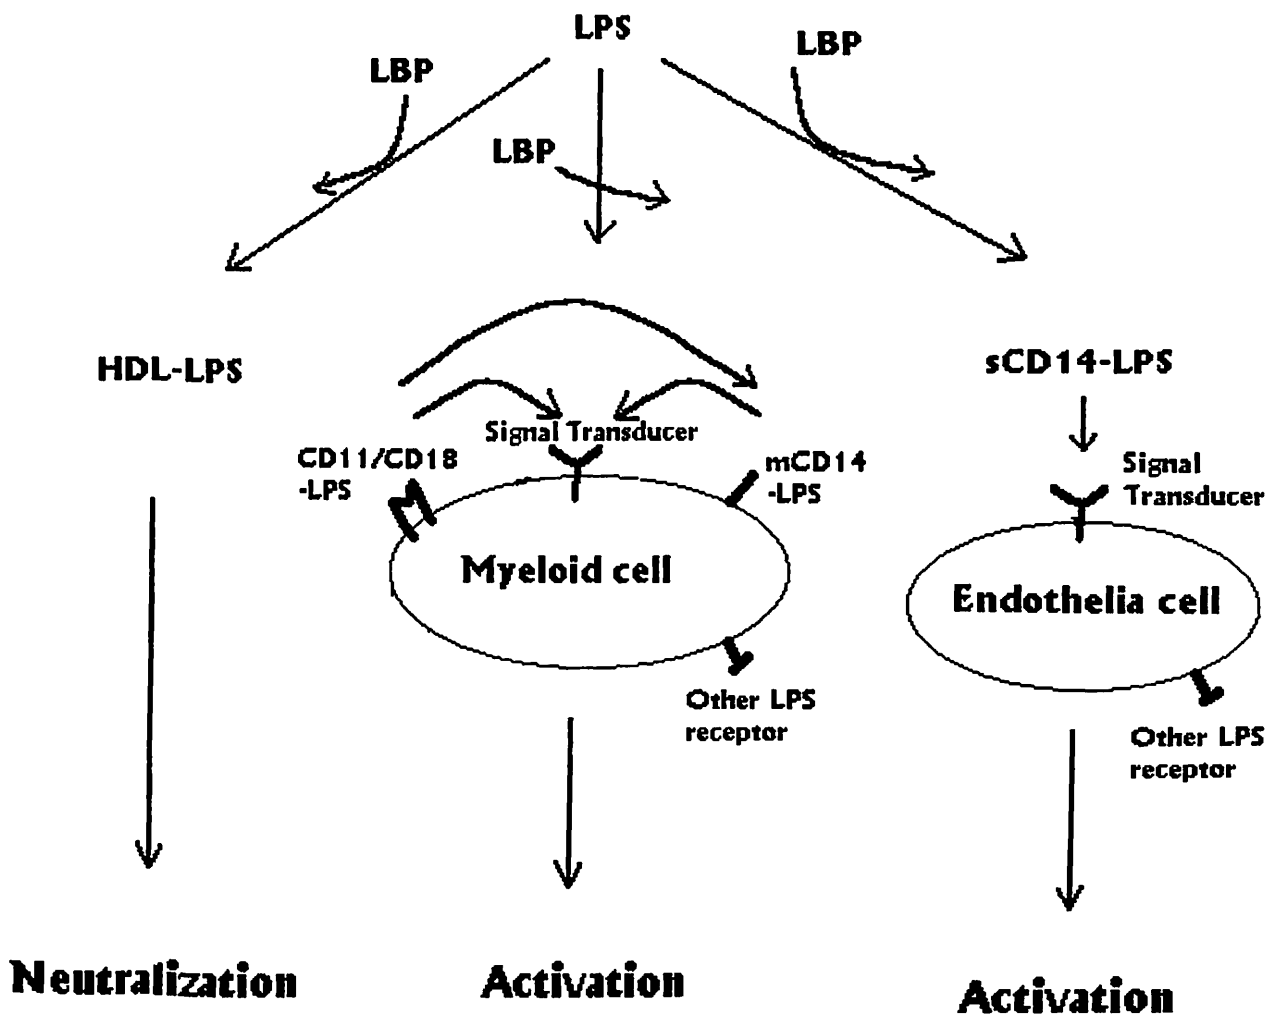 LPS
LBP
LBP
LBP
HDL-LPS
sCD14-LPS
Signal Transducer
CD11/CD18
-LPS
mCD14
-LPS
Signal
Transducer
Myeloid cell
Endothelia cell
Other LPS
receptor
Other LPS
receptor
Neutralization
Activation
Activation